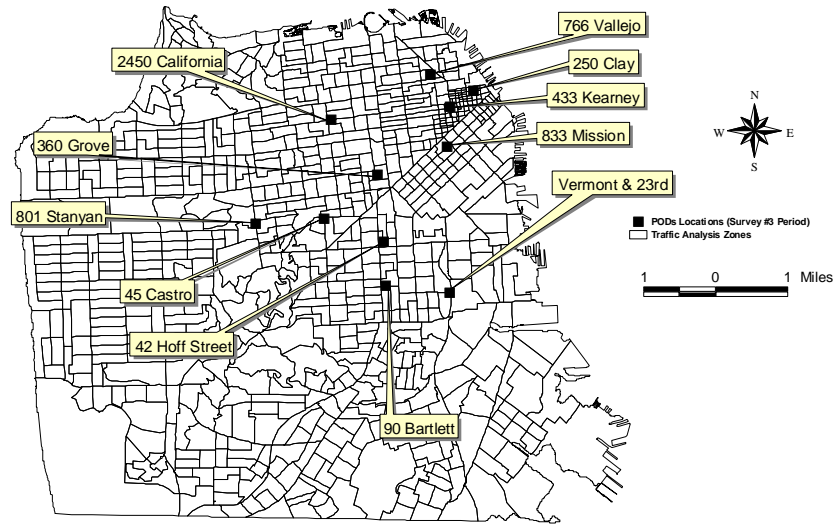 766 Vallejo
2450 California
250 Clay
433 Kearney
N
W
E
S
833 Mission
360 Grove
Vermont & 23rd
801 Stanyan
PODs Locations (Survey #3 Period)
Traffic Analysis Zones
1 0 1 Miles
45 Castro
42 Hoff Street
90 Bartlett